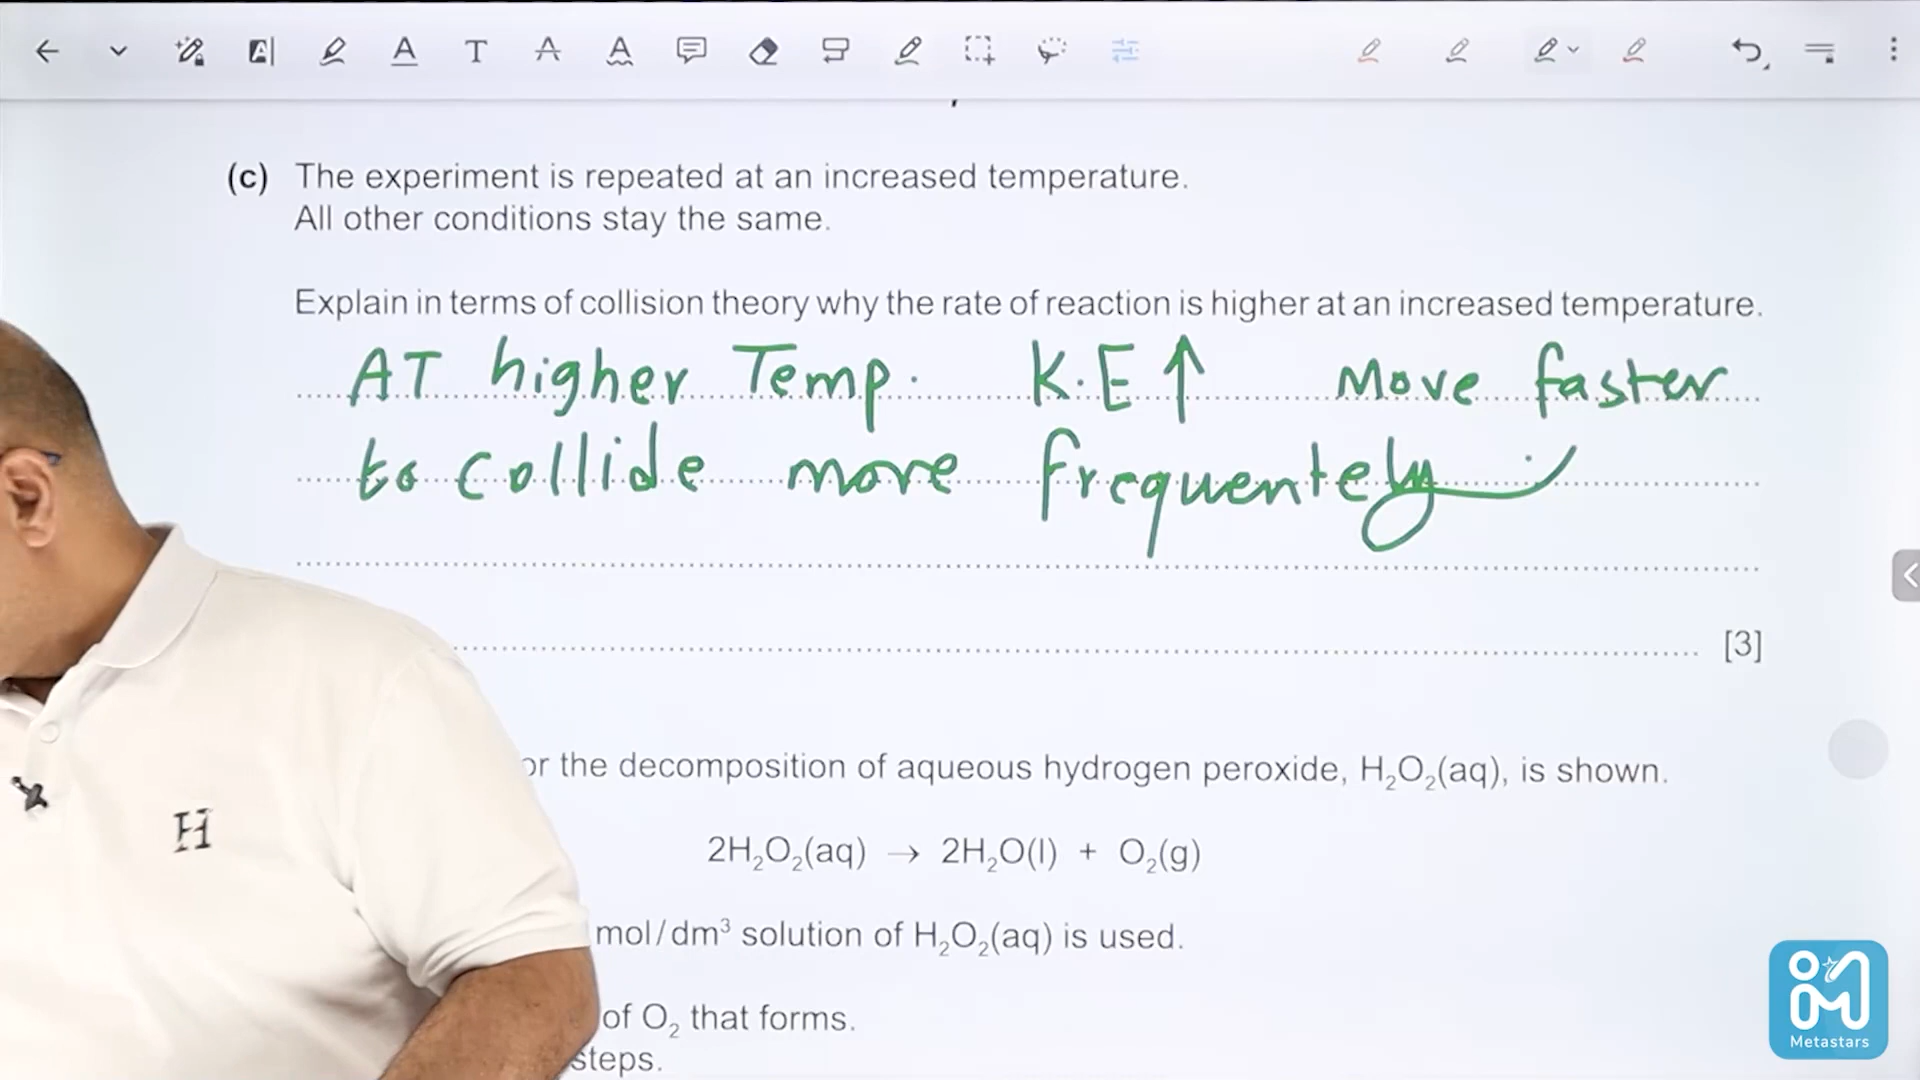 (c) The experiment is repeated at an increased temperature.
All other conditions stay the same.
Explain in terms of collision theory why the rate of reaction is higher at an increased temperature.
AT higher Temp. K.E↑ Move faster
to collide more frequentely
[3]
or the decomposition of aqueous hydrogen peroxide, H₂O₂(aq), is shown.
2H₂O₂(aq) → 2H₂O(l) + O₂(g)
mol/dm³ solution of H₂O₂(aq) is used.
of O₂ that forms.
steps.
H
Metastars